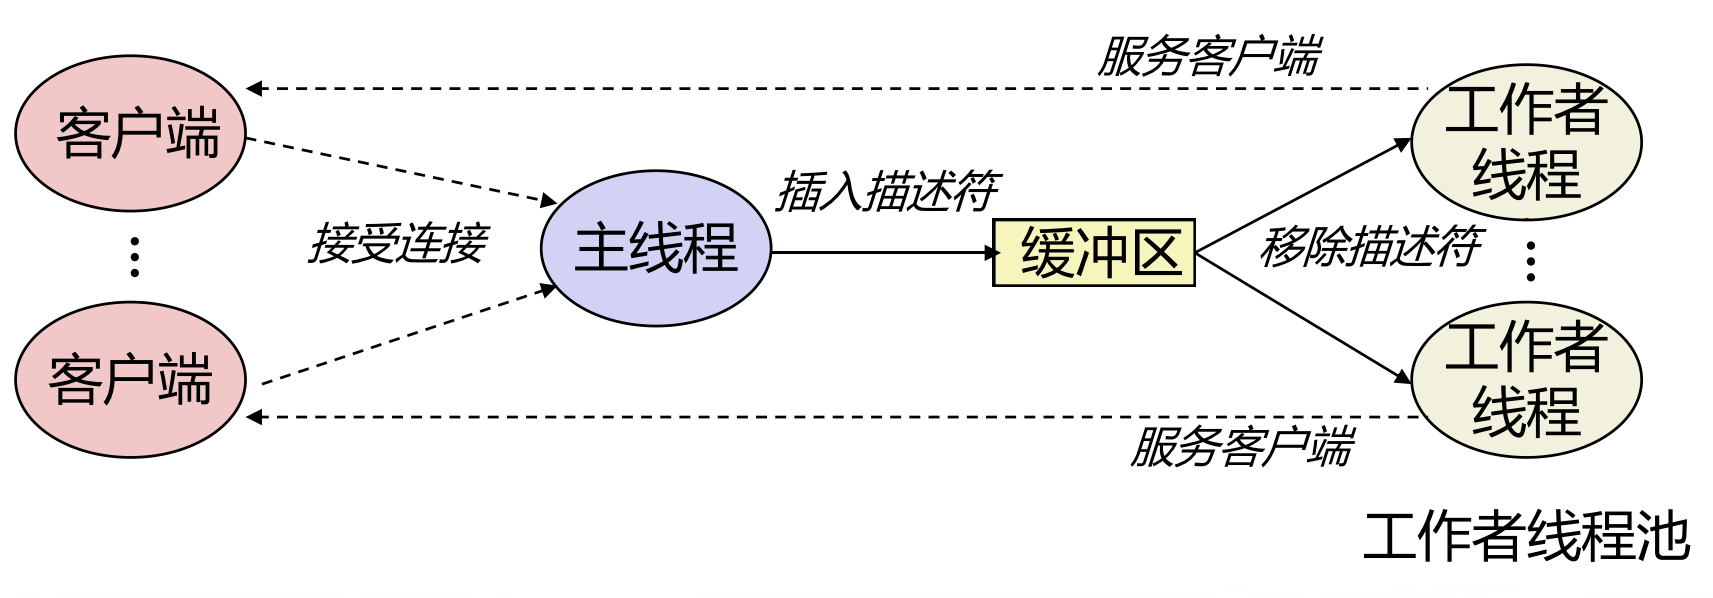 服务客户端
客户端
工作者
线程
插入描述符
接受连接
主线程
缓冲区
移除描述符
客户端
工作者
线程
服务客户端
工作者线程池